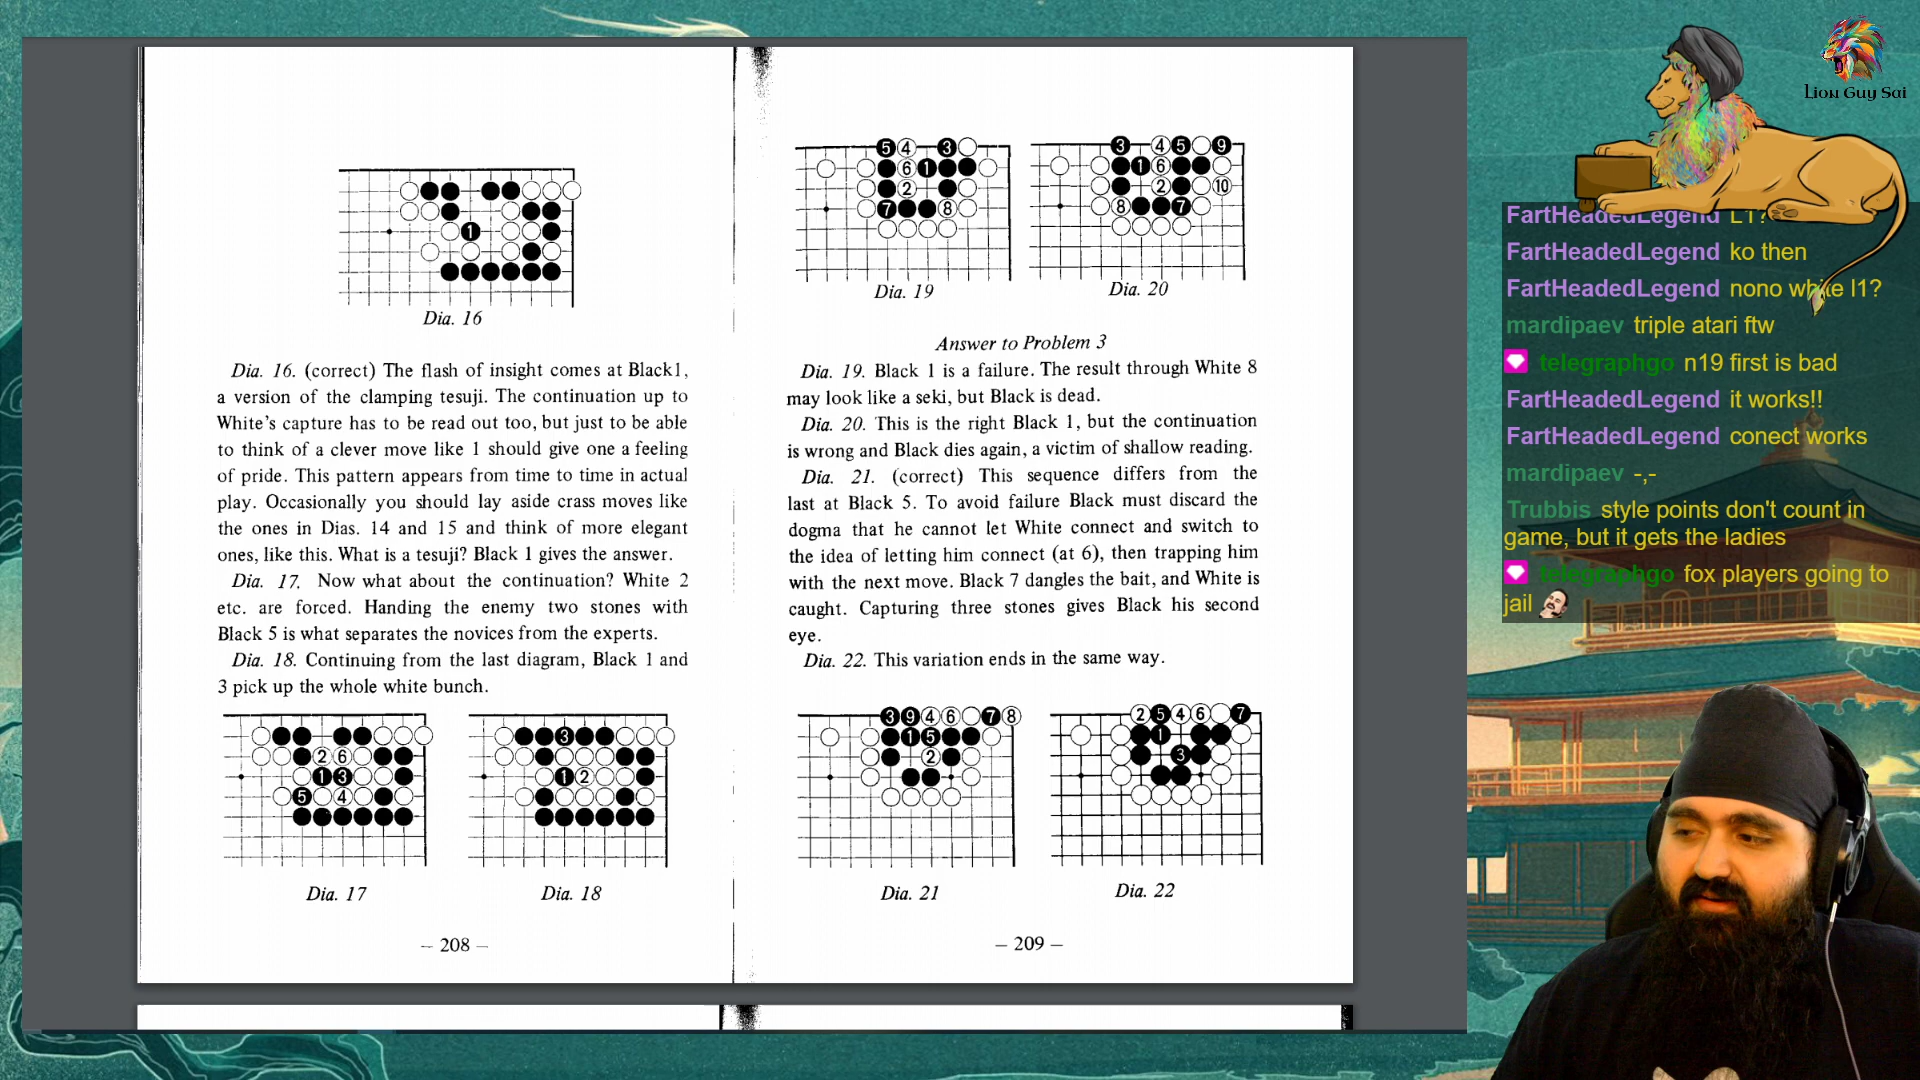 Dia. 16
Dia. 16. (correct) The flash of insight comes at Black1,
a version of the clamping tesuji. The continuation up to
White's capture has to be read out too, but just to be able
to think of a clever move like 1 should give one a feeling
of pride. This pattern appears from time to time in actual
play. Occasionally you should lay aside crass moves like
the ones in Dias. 14 and 15 and think of more elegant
ones, like this. What is a tesuji? Black 1 gives the answer.
Dia. 17. Now what about the continuation? White 2
etc. are forced. Handing the enemy two stones with
Black 5 is what separates the novices from the experts.
Dia. 18. Continuing from the last diagram, Black 1 and
3 pick up the whole white bunch.
Dia. 17
Dia. 18
– 208 –
Dia. 19
Dia. 20
Answer to Problem 3
Dia. 19. Black 1 is a failure. The result through White 8
may look like a seki, but Black is dead.
Dia. 20. This is the right Black 1, but the continuation
is wrong and Black dies again, a victim of shallow reading.
Dia. 21. (correct) This sequence differs from the
last at Black 5. To avoid failure Black must discard the
dogma that he cannot let White connect and switch to
the idea of letting him connect (at 6), then trapping him
with the next move. Black 7 dangles the bait, and White is
caught. Capturing three stones gives Black his second
eye.
Dia. 22. This variation ends in the same way.
Dia. 21
Dia. 22
– 209 –
Lion Guy Sai
FartHeadedLegend L1?
FartHeadedLegend ko then
FartHeadedLegend nono white l1?
mardipaev triple atari ftw
telegraphgo n19 first is bad
FartHeadedLegend it works!!
FartHeadedLegend conect works
mardipaev -,-
Trubbis style points don't count in
game, but it gets the ladies
telegraphgo fox players going to
jail